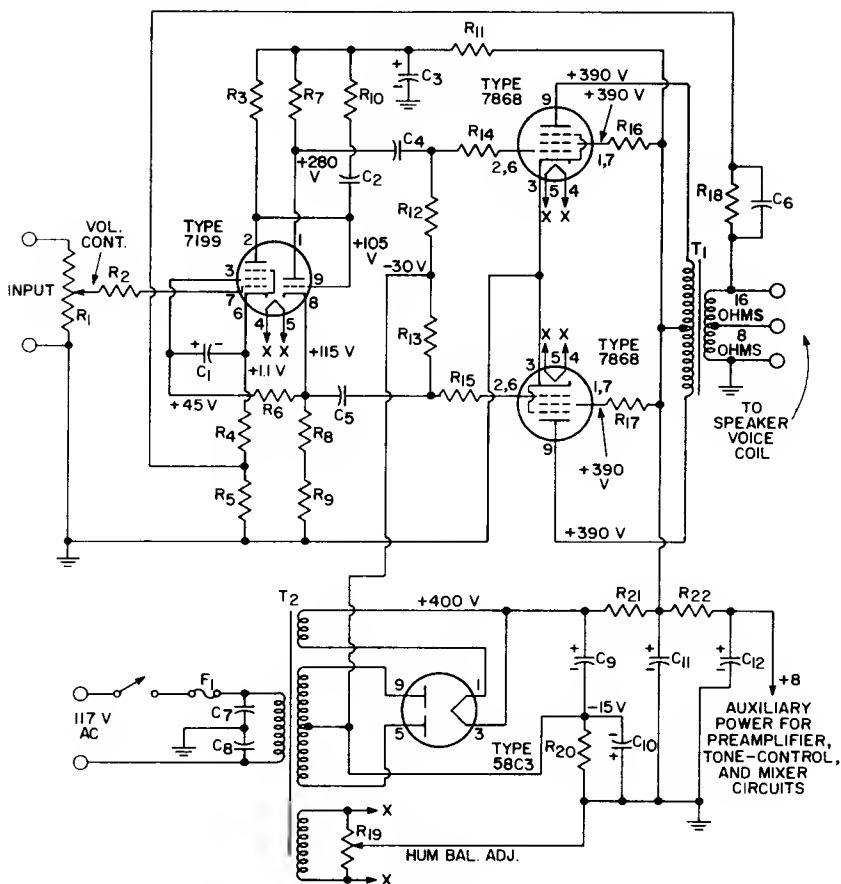 R11
R3
R7
R10
+
-
C3
TYPE
7868
+390 V
+390 V
9
R16
C4
R14
2,6
1,7
3
5
4
X
X
+280
V
C2
R12
R18
C6
TYPE
7199
VOL.
CONT.
INPUT
R1
R2
2
1
3
7
6
9
8
4
5
X
X
+105
V
-30 V
R13
T1
16
OHMS
8
OHMS
+
-
C1
+1.1 V
+115 V
X
X
3
5
4
TYPE
7868
+45 V
R6
C5
R15
2,6
1,7
R17
9
+390
V
TO
SPEAKER
VOICE
COIL
R4
R8
R5
R9
+390 V
T2
+400 V
R21
R22
F1
117 V
AC
C7
C8
9
5
1
3
TYPE
58C3
+
-
C9
+
-
C11
+
-
C12
+8
-15 V
R20
-
+
C10
AUXILIARY
POWER FOR
PREAMPLIFIER,
TONE-CONTROL,
AND MIXER
CIRCUITS
X
R19
HUM BAL. ADJ.
X